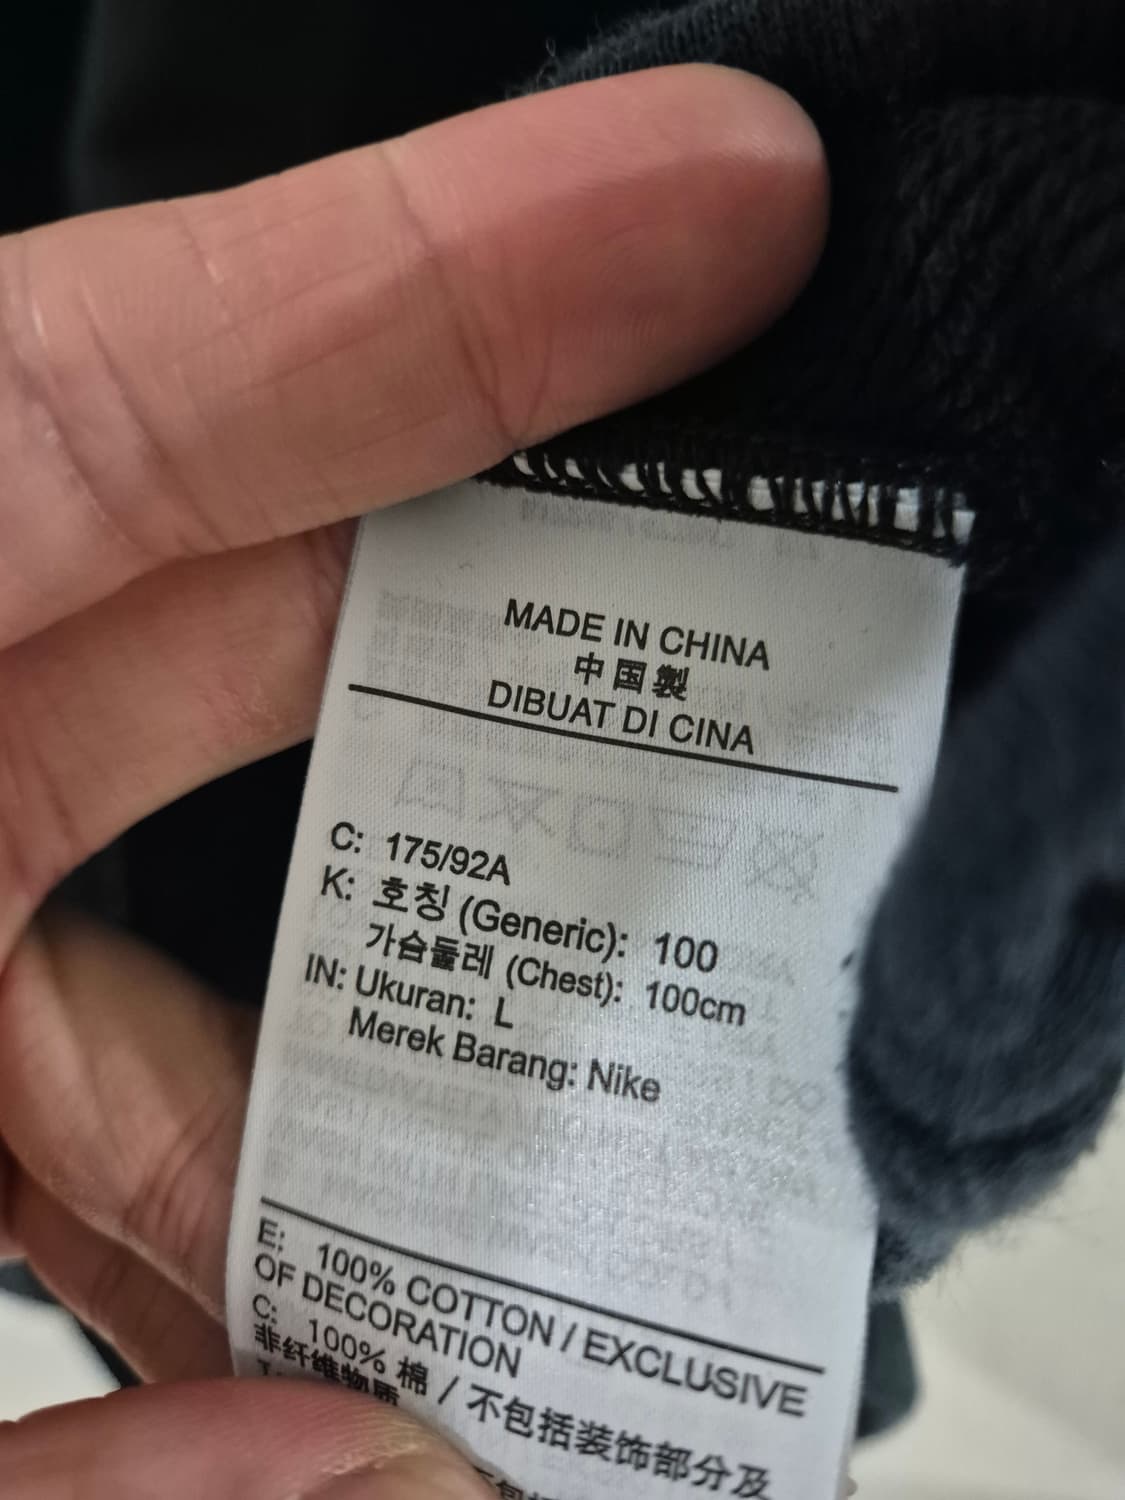 MADE IN CHINA
中国製
DIBUAT DI CINA
C: 175/92A
K: 호칭 (Generic): 100
가슴둘레 (Chest): 100cm
IN: Ukuran: L
Merek Barang: Nike
E: 100% COTTON / EXCLUSIVE
OF DECORATION
C: 100% 棉 / 不包括装饰部分及
非纤维物质